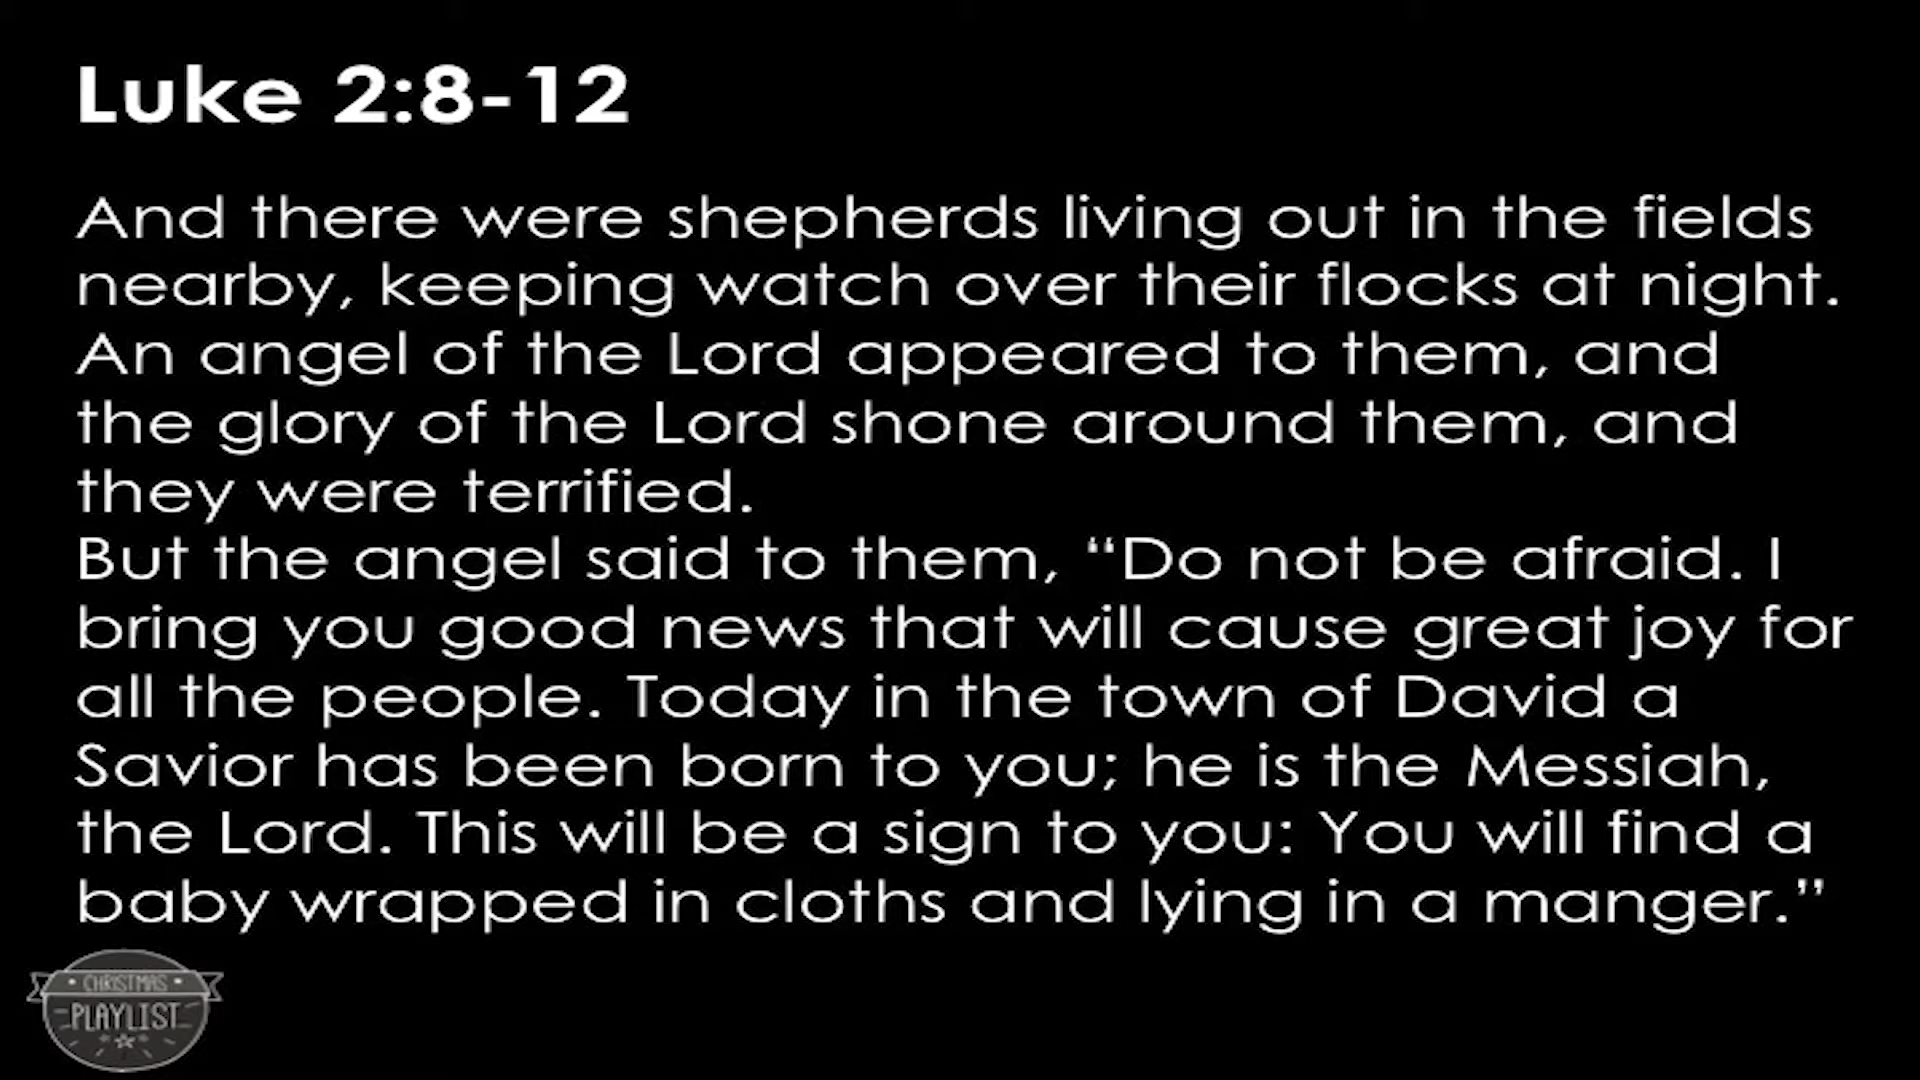 Luke 2:8-12
And there were shepherds living out in the fields
nearby, keeping watch over their flocks at night.
An angel of the Lord appeared to them, and
the glory of the Lord shone around them, and
they were terrified.
But the angel said to them, “Do not be afraid. I
bring you good news that will cause great joy for
all the people. Today in the town of David a
Savior has been born to you; he is the Messiah,
the Lord. This will be a sign to you: You will find a
baby wrapped in cloths and lying in a manger.”
• CHRISTMAS •
PLAYLIST